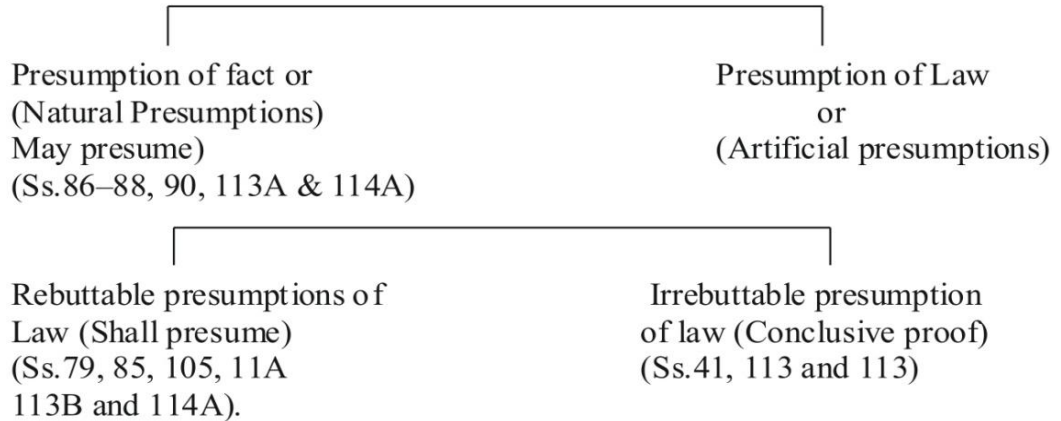 Presumption of fact or
(Natural Presumptions)
May presume)
(Ss.86–88, 90, 113A & 114A)
Presumption of Law
or
(Artificial presumptions)
Rebuttable presumptions of
Law (Shall presume)
(Ss.79, 85, 105, 11A
113B and 114A).
Irrebuttable presumption
of law (Conclusive proof)
(Ss.41, 113 and 113)